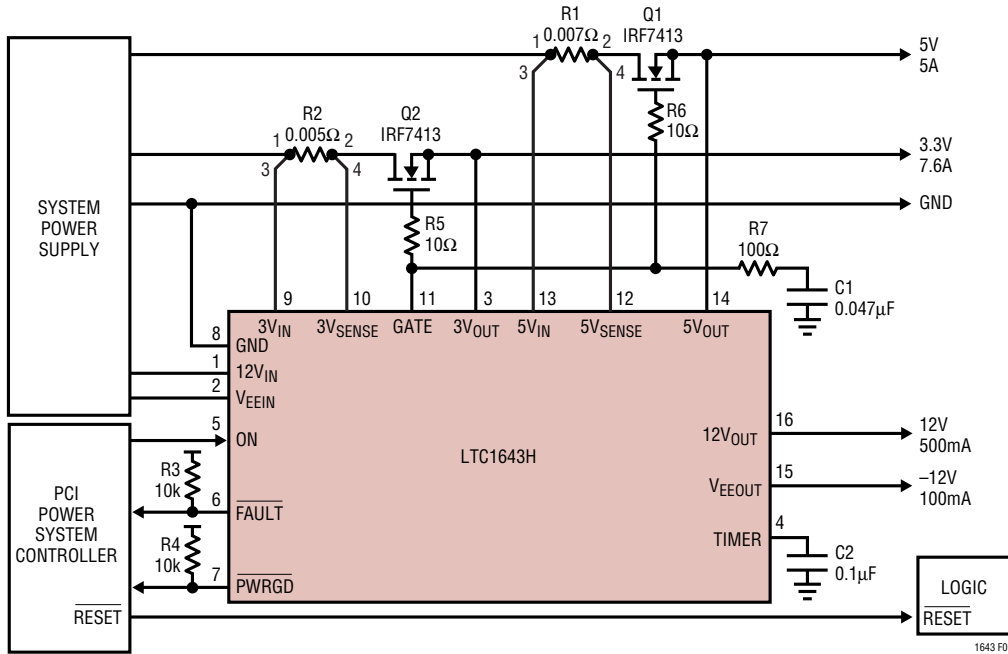 R1
0.007Ω
Q1
IRF7413
1
2
3
4
5V
5A
R6
10Ω
R2
0.005Ω
Q2
IRF7413
1
2
3
4
3.3V
7.6A
GND
SYSTEM
POWER
SUPPLY
R5
10Ω
R7
100Ω
C1
0.047µF
9
10
11
3
13
12
14
3VIN
3VSENSE
GATE
3VOUT
5VIN
5VSENSE
5VOUT
8
GND
1
12VIN
2
VEEIN
5
ON
R3
10k
6
FAULT
R4
10k
7
PWRGD
PCI
POWER
SYSTEM
CONTROLLER
RESET
LTC1643H
12VOUT
16
12V
500mA
VEEOUT
15
–12V
100mA
TIMER
4
C2
0.1µF
LOGIC
RESET